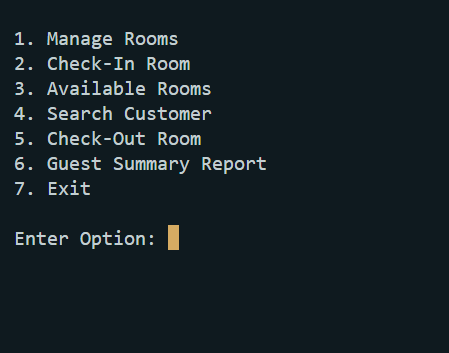 1. Manage Rooms
2. Check-In Room
3. Available Rooms
4. Search Customer
5. Check-Out Room
6. Guest Summary Report
7. Exit
Enter Option: